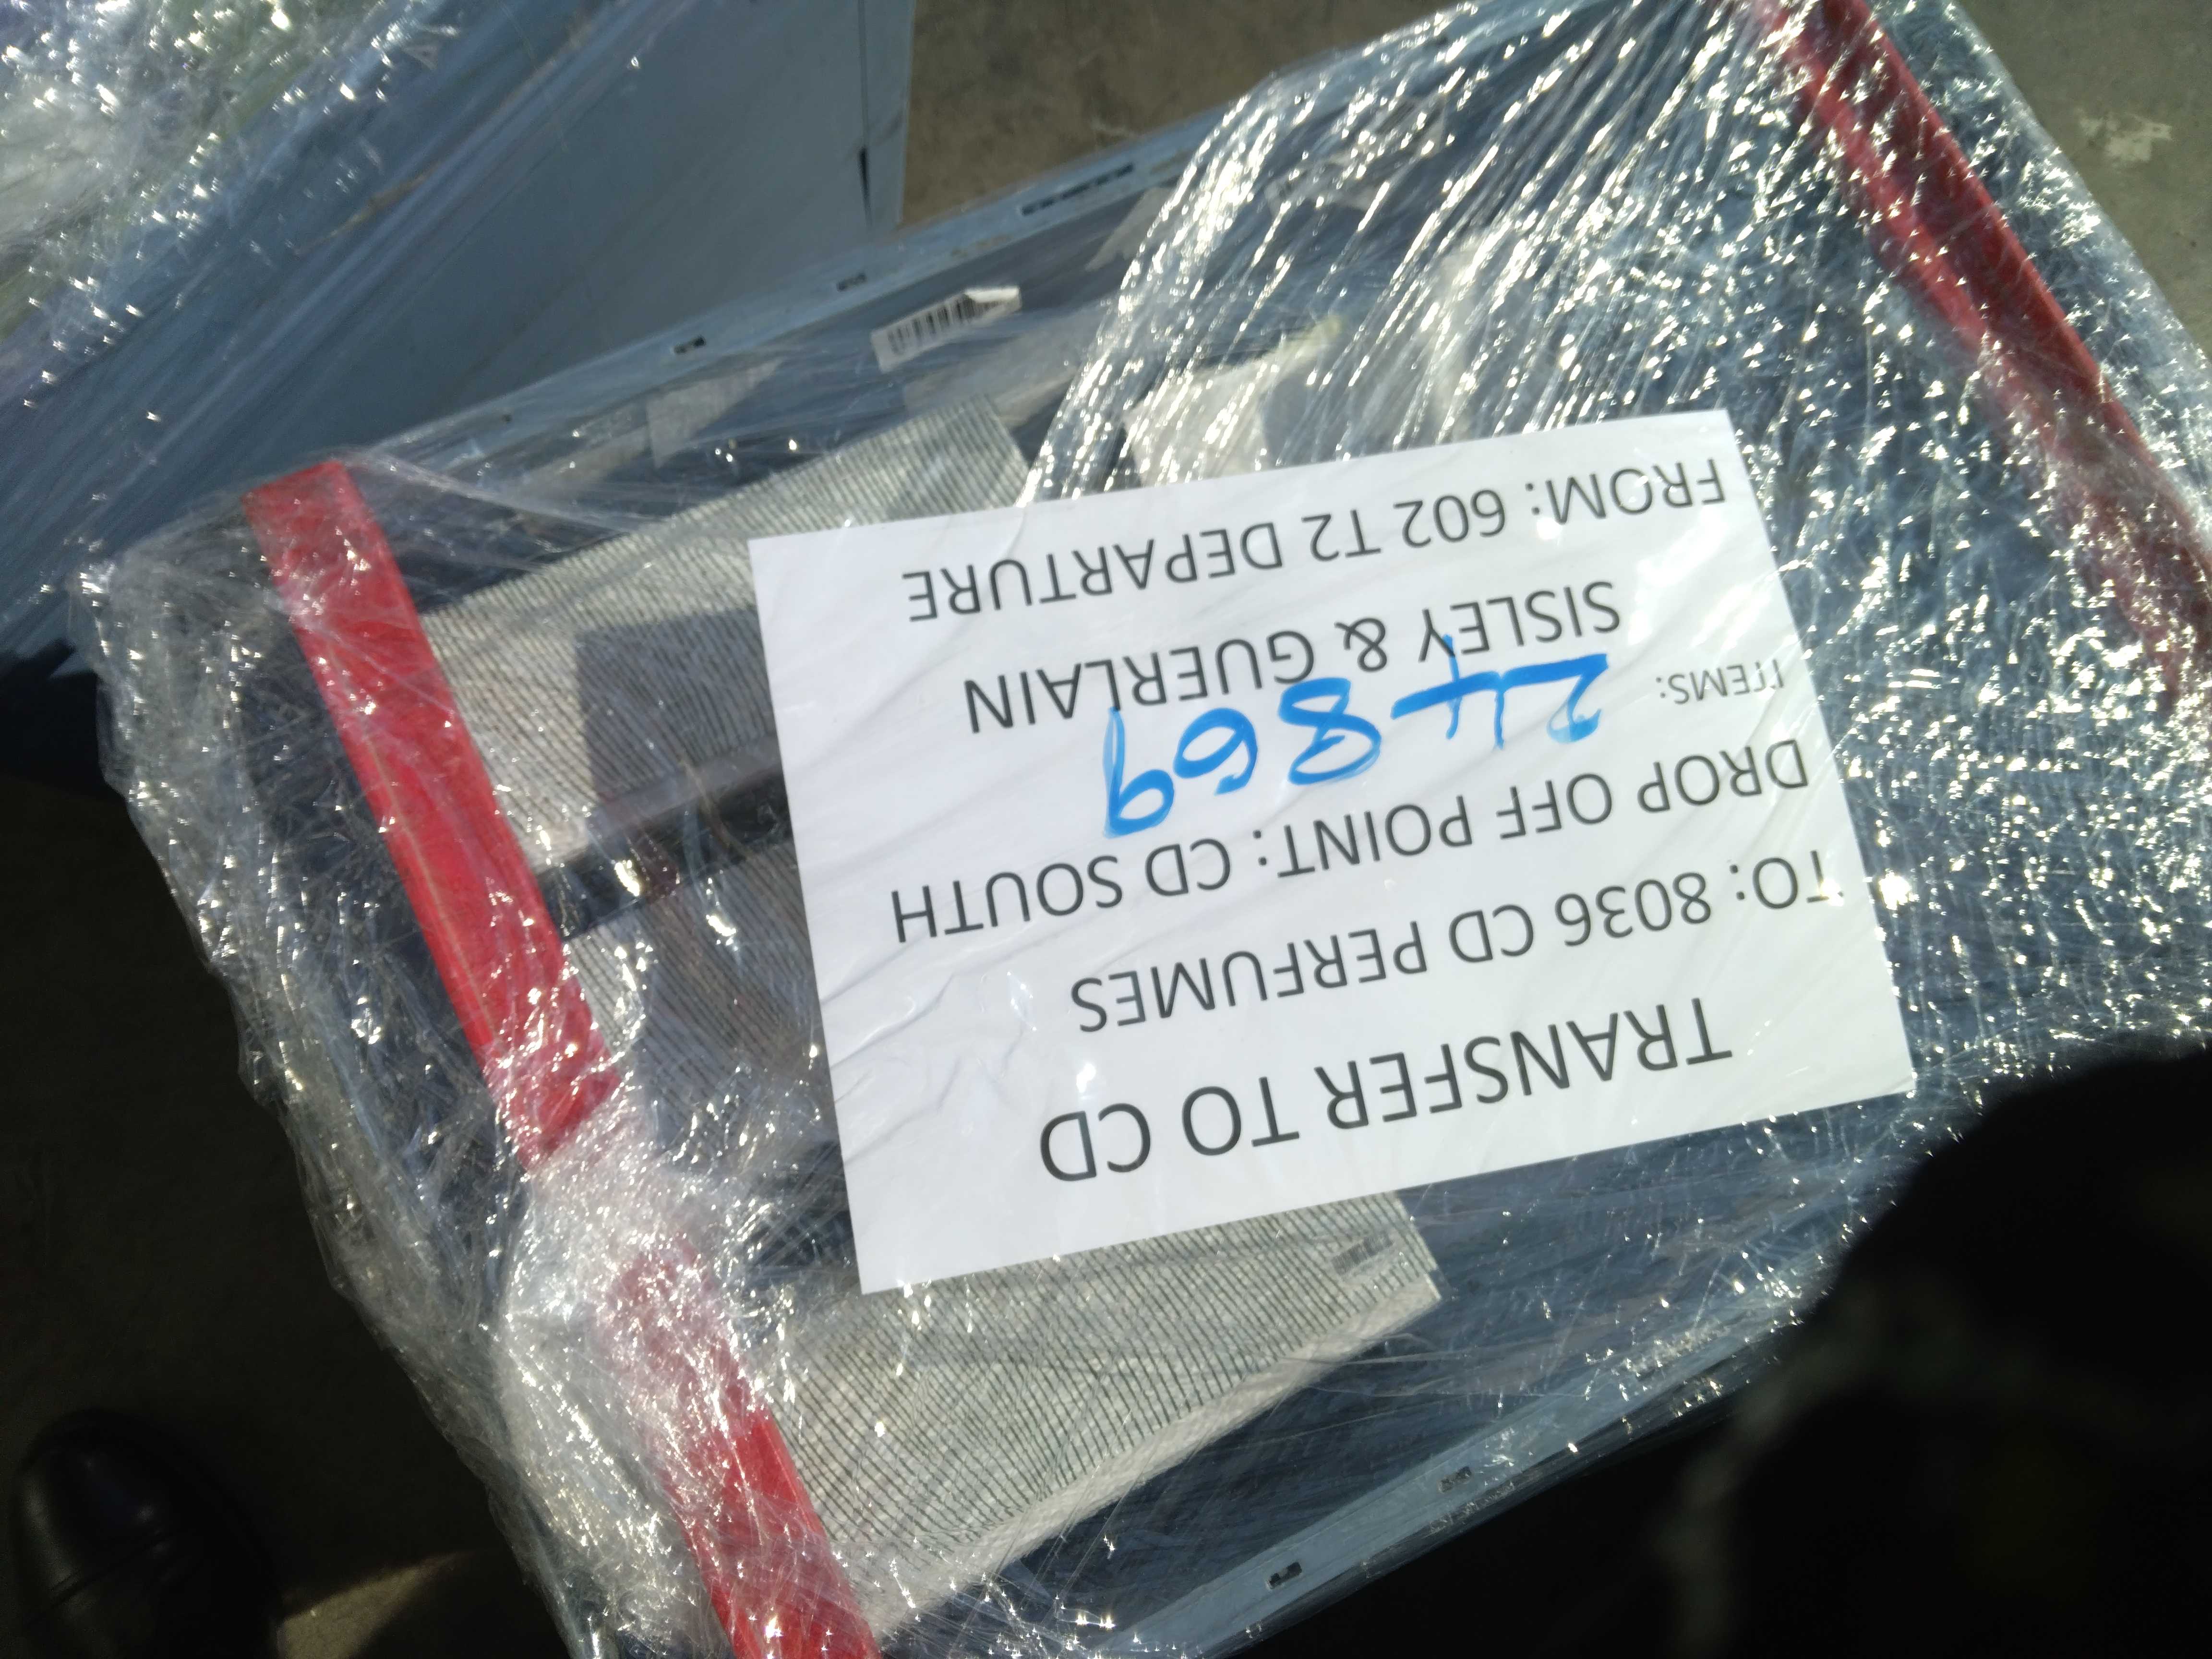 TRANSFER TO CD
TO: 8036 CD PERFUMES
DROP OFF POINT: CD SOUTH
24869
ITEMS:
SISLEY & GUERLAIN
FROM: 602 T2 DEPARTURE